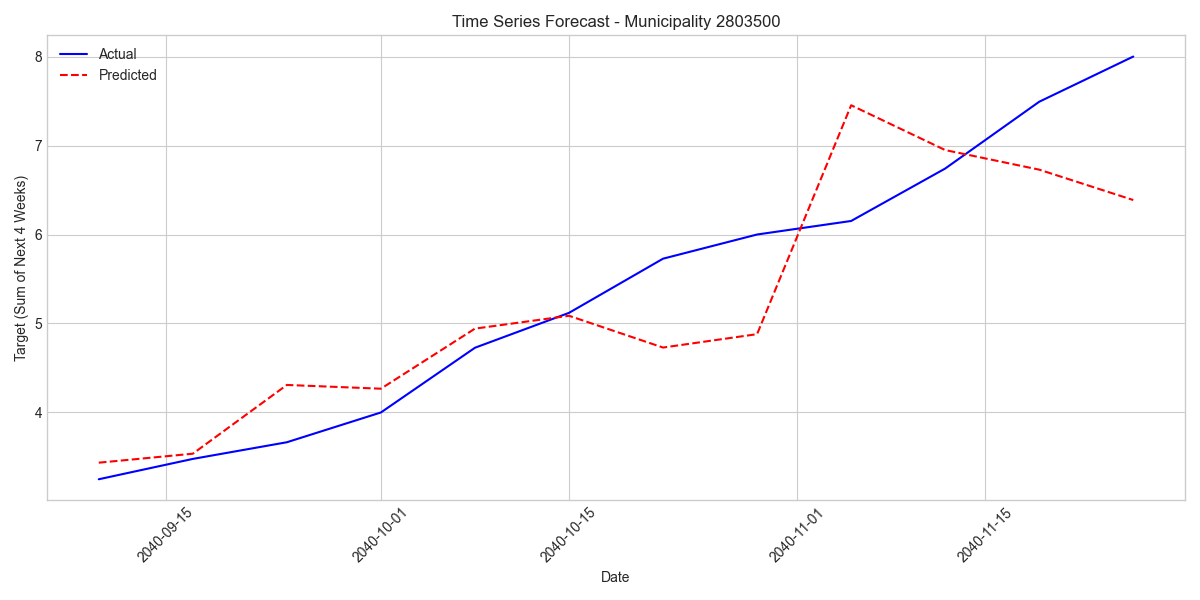 Time Series Forecast - Municipality 2803500
Actual
Predicted
Target (Sum of Next 4 Weeks)
8
7
6
5
4
2040-09-15
2040-10-01
2040-10-15
2040-11-01
2040-11-15
Date